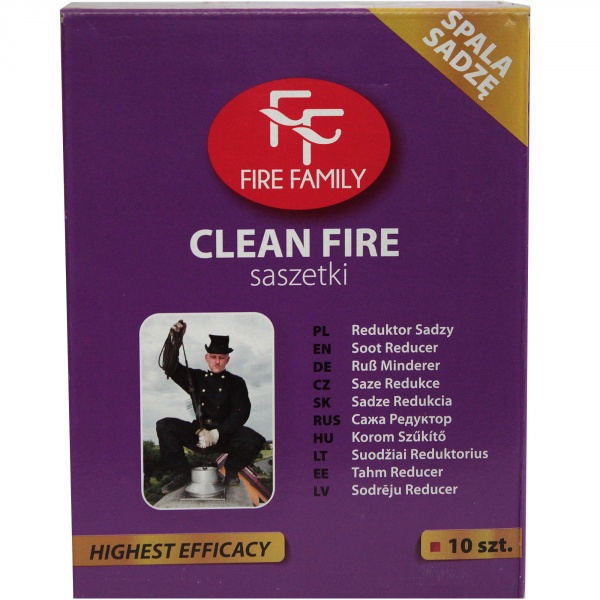 SPALA
SADZĘ
FF
FIRE FAMILY
CLEAN FIRE
saszetki
PL Reduktor Sadzy
EN Soot Reducer
DE Ruß Minderer
CZ Saze Redukce
SK Sadze Redukcia
RUS Сажа Редуктор
HU Korom Szűkítő
LT Suodžiai Reduktorius
EE Tahm Reducer
LV Sodrēju Reducer
HIGHEST EFFICACY
10 szt.